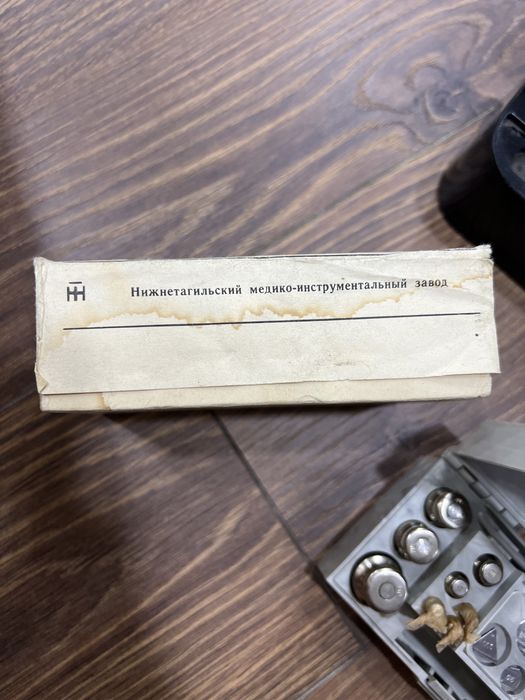 Нижнетагильский медико-инструментальный завод